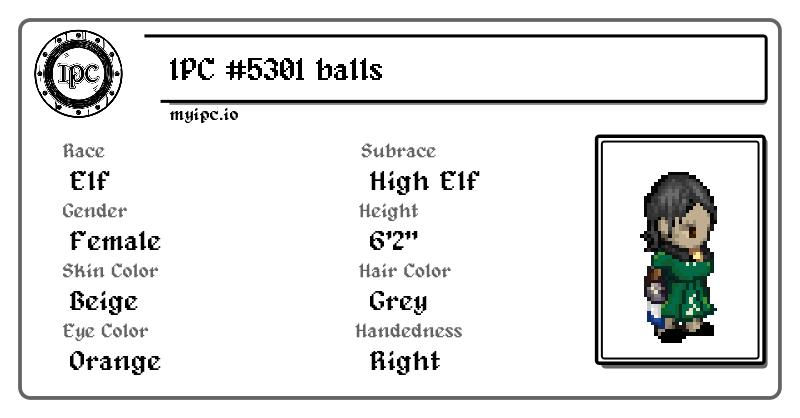 IPC
IPC #5301 balls
myipc.io
Race
Elf
Subrace
High Elf
Gender
Female
Height
6'2"
Skin Color
Beige
Hair Color
Grey
Eye Color
Orange
Handedness
Right